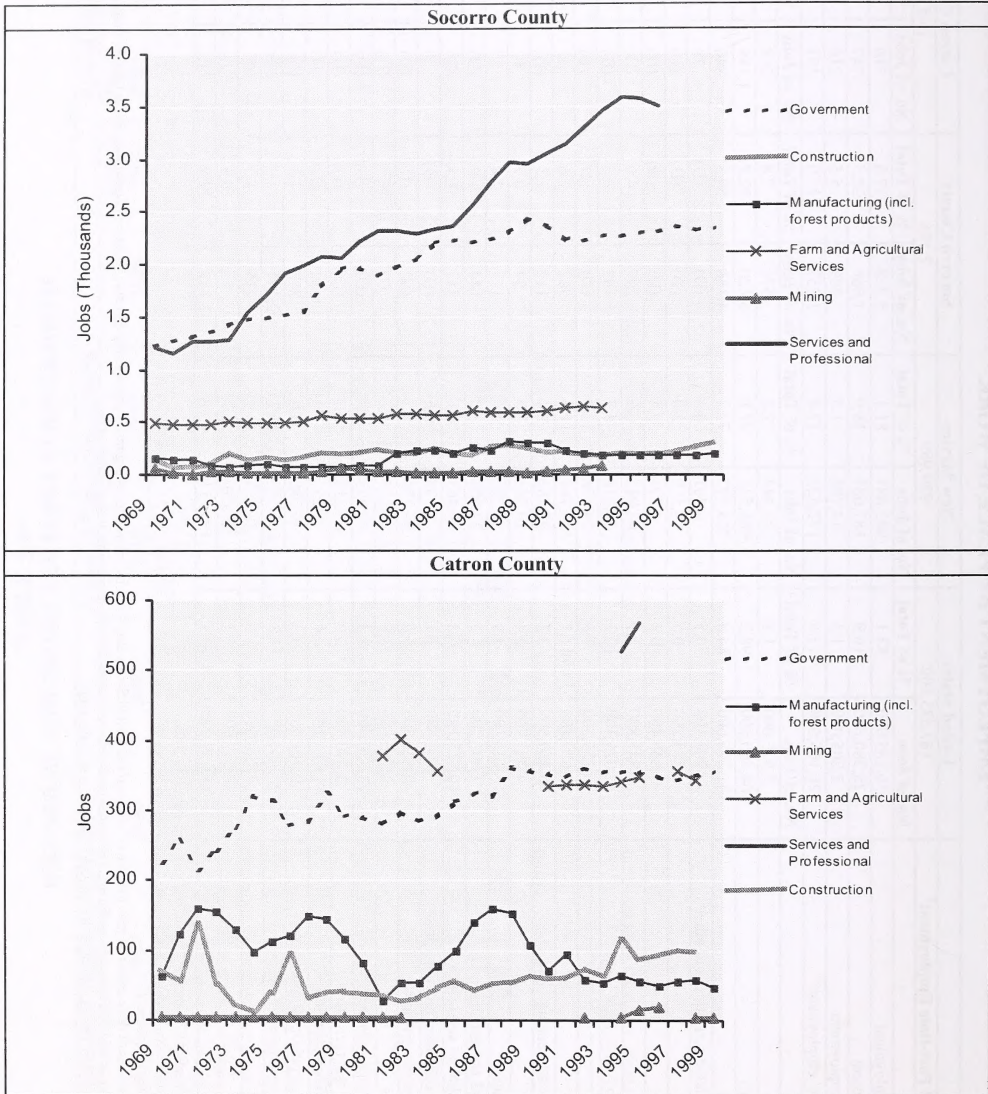 Socorro County
4.0
3.5
3.0
2.5
2.0
1.5
1.0
0.5
0.0
Jobs (Thousands)
1969
1971
1973
1975
1977
1979
1981
1983
1985
1987
1989
1991
1993
1995
1997
1999
Government
Construction
Manufacturing (incl.
forest products)
Farm and Agricultural
Services
Mining
Services and
Professional
Catron County
600
500
400
300
200
100
0
Jobs
1969
1971
1973
1975
1977
1979
1981
1983
1985
1987
1989
1991
1993
1995
1997
1999
Government
Manufacturing (incl.
forest products)
Mining
Farm and Agricultural
Services
Services and
Professional
Construction